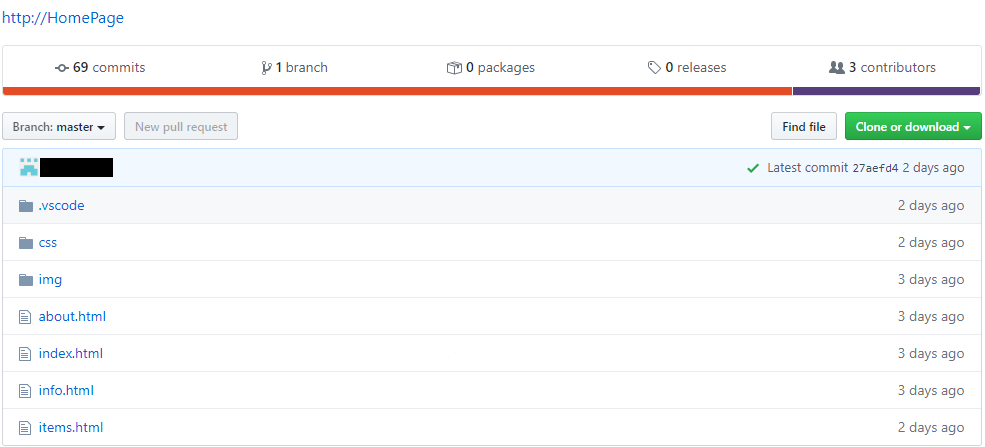 http://HomePage
69 commits 1 branch 0 packages 0 releases 3 contributors
Branch: master New pull request Find file Clone or download
Latest commit 27aefd4 2 days ago
.vscode 2 days ago
css 2 days ago
img 3 days ago
about.html 3 days ago
index.html 3 days ago
info.html 3 days ago
items.html 2 days ago